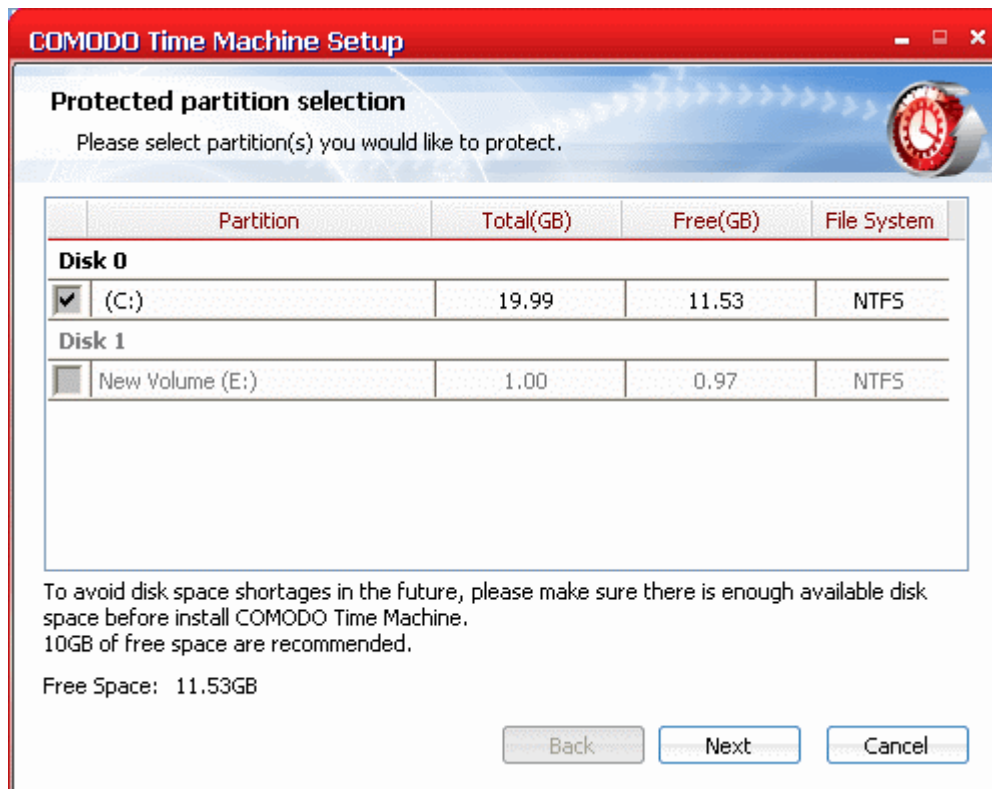 COMODO Time Machine Setup
Protected partition selection
Please select partition(s) you would like to protect.
Partition Total(GB) Free(GB) File System
Disk 0
(C:) 19.99 11.53 NTFS
Disk 1
New Volume (E:) 1.00 0.97 NTFS
To avoid disk space shortages in the future, please make sure there is enough available disk
space before install COMODO Time Machine.
10GB of free space are recommended.
Free Space: 11.53GB
Back Next Cancel